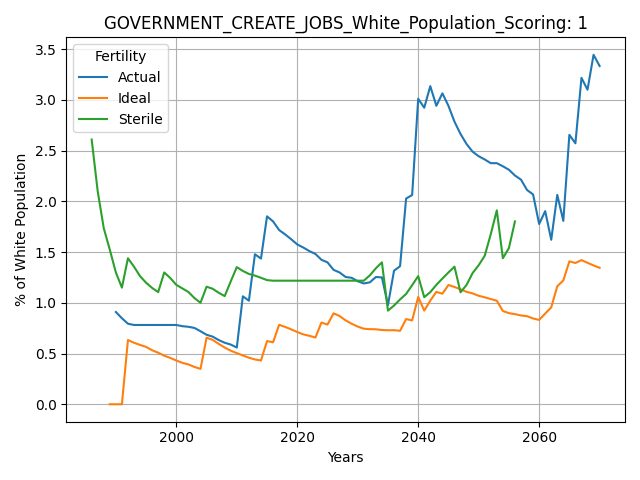 GOVERNMENT_CREATE_JOBS_White_Population_Scoring: 1
Fertility
Actual
Ideal
Sterile
% of White Population
3.5
3.0
2.5
2.0
1.5
1.0
0.5
0.0
2000
2020
2040
2060
Years